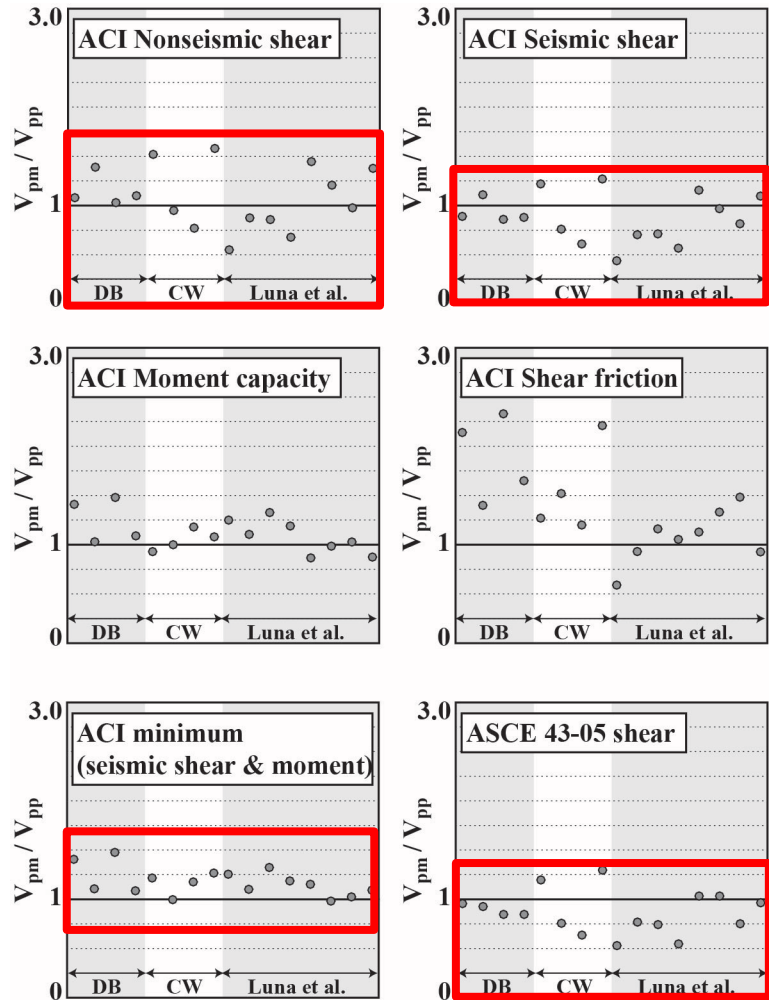 3.0
ACI Nonseismic shear
Vpm / Vpp
1
0
DB
CW
Luna et al.
ACI Seismic shear
Vpm / Vpp
1
0
DB
CW
Luna et al.
3.0
ACI Moment capacity
Vpm / Vpp
1
0
DB
CW
Luna et al.
3.0
ACI Shear friction
Vpm / Vpp
1
0
DB
CW
Luna et al.
3.0
ACI minimum
(seismic shear & moment)
Vpm / Vpp
1
0
DB
CW
Luna et al.
3.0
ASCE 43-05 shear
Vpm / Vpp
1
0
DB
CW
Luna et al.